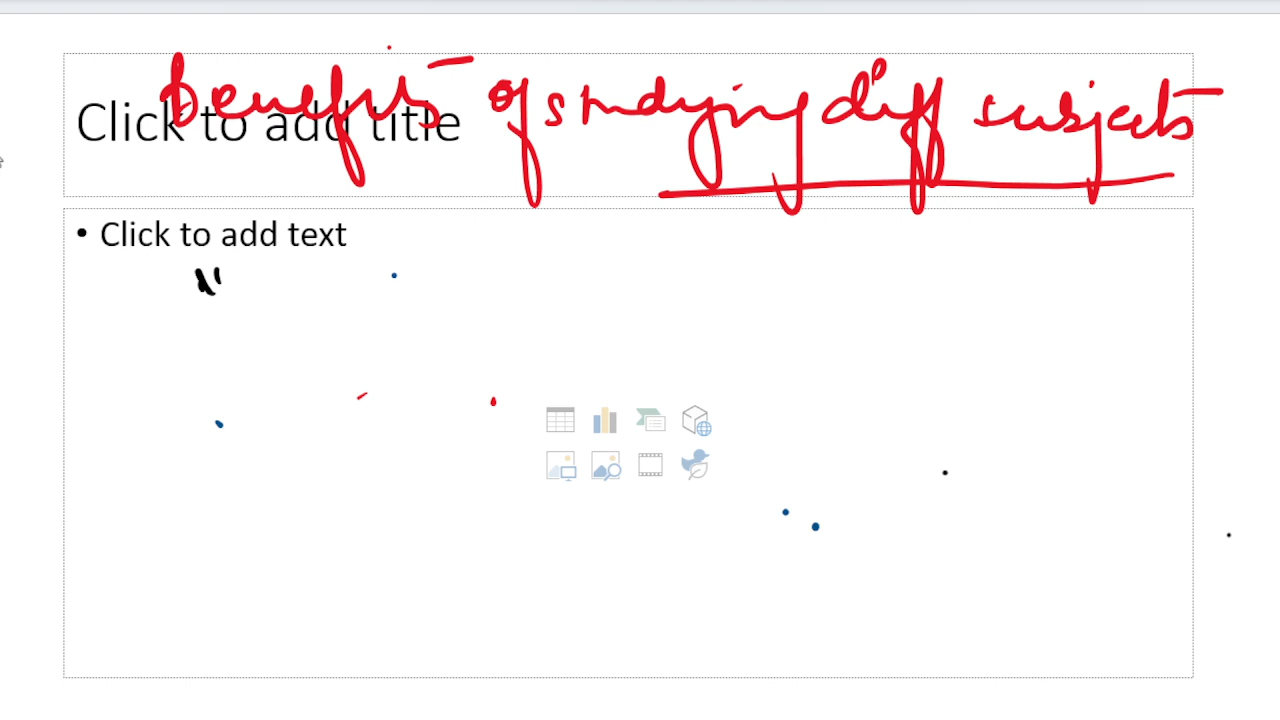 benefits of studying diff subjects
Click to add title
• Click to add text